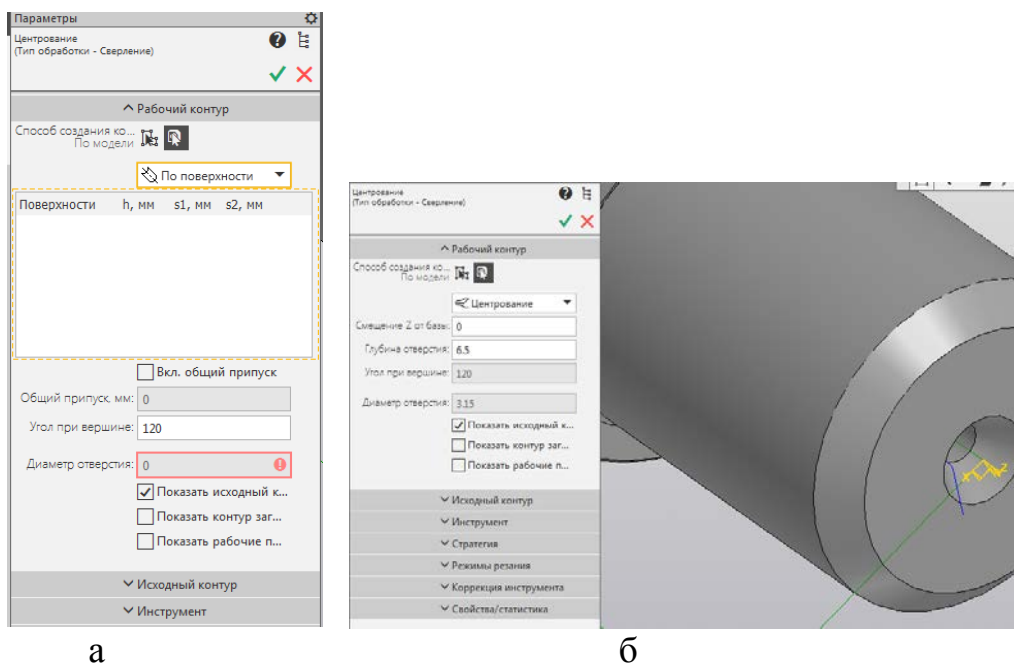 Параметры
Центрование
(Тип обработки - Сверление)
Рабочий контур
Способ создания ко...
По модели
По поверхности
Поверхности h, мм s1, мм s2, мм
Вкл. общий припуск
Общий припуск, мм: 0
Угол при вершине: 120
Диаметр отверстия: 0
Показать исходный к...
Показать контур заг...
Показать рабочие п...
Исходный контур
Инструмент
а
Центрование
(Тип обработки - Сверление)
Рабочий контур
Способ создания ко...
По модели
Центрование
Смещение Z от базы: 0
Глубина отверстия: 6.5
Угол при вершине: 120
Диаметр отверстия: 3.15
Показать исходный к...
Показать контур заг...
Показать рабочие п...
Исходный контур
Инструмент
Стратегия
Режимы резания
Коррекция инструмента
Свойства/статистика
X Z
б